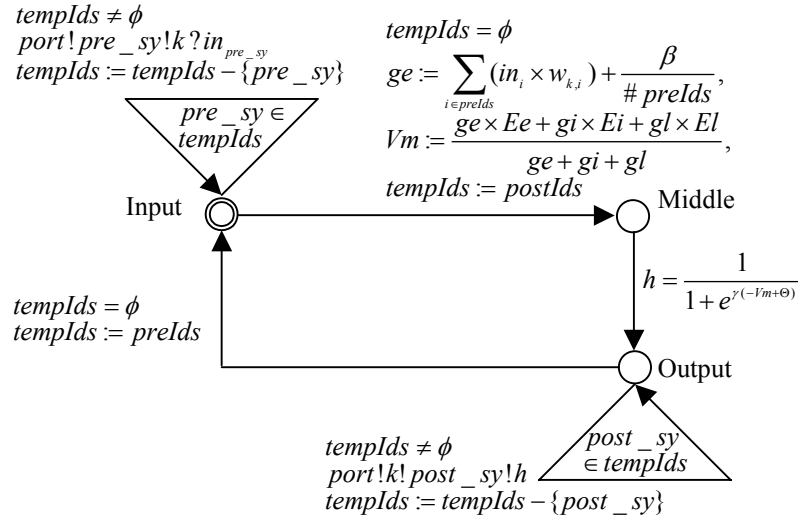 tempIds ≠ ϕ
port!pre_sy!k?in_{pre_sy}
tempIds := tempIds − {pre_sy}
pre_sy ∈
tempIds
tempIds = ϕ
ge := ∑_{i∈preIds} (in_i × w_{k,i}) + β / # preIds,
Vm := (ge × Ee + gi × Ei + gl × El) / (ge + gi + gl),
tempIds := postIds
Input
Middle
h = 1 / (1 + e^{γ(−Vm+Θ)})
tempIds = ϕ
tempIds := preIds
Output
post_sy
∈ tempIds
tempIds ≠ ϕ
port!k!post_sy!h
tempIds := tempIds − {post_sy}